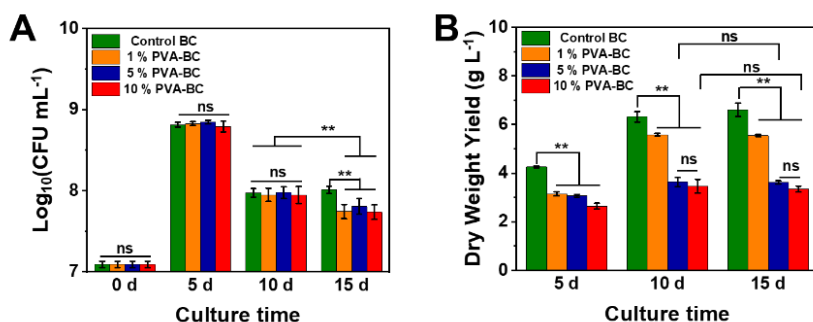 A
Log10(CFU mL-1)
10
9
8
7
Control BC
1 % PVA-BC
5 % PVA-BC
10 % PVA-BC
ns
ns
ns
**
**
0 d
5 d
10 d
15 d
Culture time
B
Dry Weight Yield (g L-1)
10
8
6
4
2
0
Control BC
1 % PVA-BC
5 % PVA-BC
10 % PVA-BC
ns
ns
**
**
**
ns
ns
5 d
10 d
15 d
Culture time